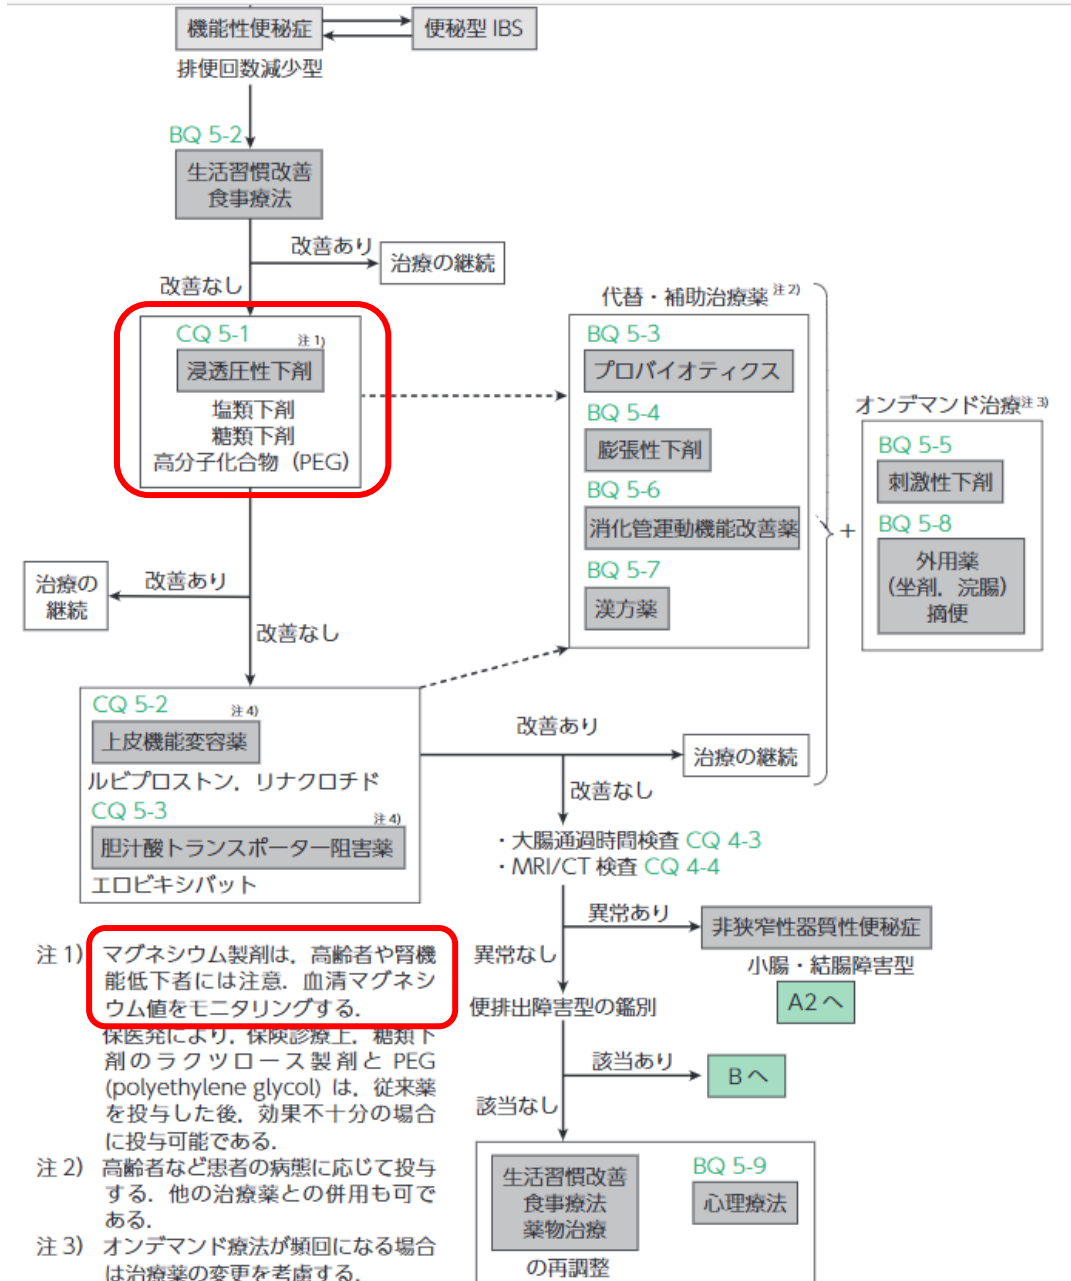 機能性便秘症
便秘型 IBS
排便回数減少型
BQ 5-2
生活習慣改善
食事療法
改善あり
治療の継続
改善なし
CQ 5-1
注 1)
浸透圧性下剤
塩類下剤
糖類下剤
高分子化合物（PEG）
代替・補助治療薬 注 2)
BQ 5-3
プロバイオティクス
BQ 5-4
膨張性下剤
BQ 5-6
消化管運動機能改善薬
BQ 5-7
漢方薬
+
オンデマンド治療注 3)
BQ 5-5
刺激性下剤
BQ 5-8
外用薬
（坐剤，浣腸）
摘便
改善あり
治療の
継続
改善なし
CQ 5-2
注 4)
上皮機能変容薬
ルビプロストン，リナクロチド
CQ 5-3
注 4)
胆汁酸トランスポーター阻害薬
エロビキシバット
改善あり
治療の継続
改善なし
・大腸通過時間検査 CQ 4-3
・MRI/CT 検査 CQ 4-4
異常あり
非狭窄性器質性便秘症
小腸・結腸障害型
A2 へ
異常なし
便排出障害型の鑑別
該当あり
B へ
該当なし
生活習慣改善
食事療法
薬物治療
の再調整
BQ 5-9
心理療法
注 1) マグネシウム製剤は，高齢者や腎機
能低下者には注意．血清マグネシ
ウム値をモニタリングする．
保医発により，保険診療上，糖類下
剤のラクツロース製剤と PEG
(polyethylene glycol) は，従来薬
を投与した後，効果不十分の場合
に投与可能である．
注 2) 高齢者など患者の病態に応じて投与
する．他の治療薬との併用も可で
ある．
注 3) オンデマンド療法が頻回になる場合
は治療薬の変更を考慮する．